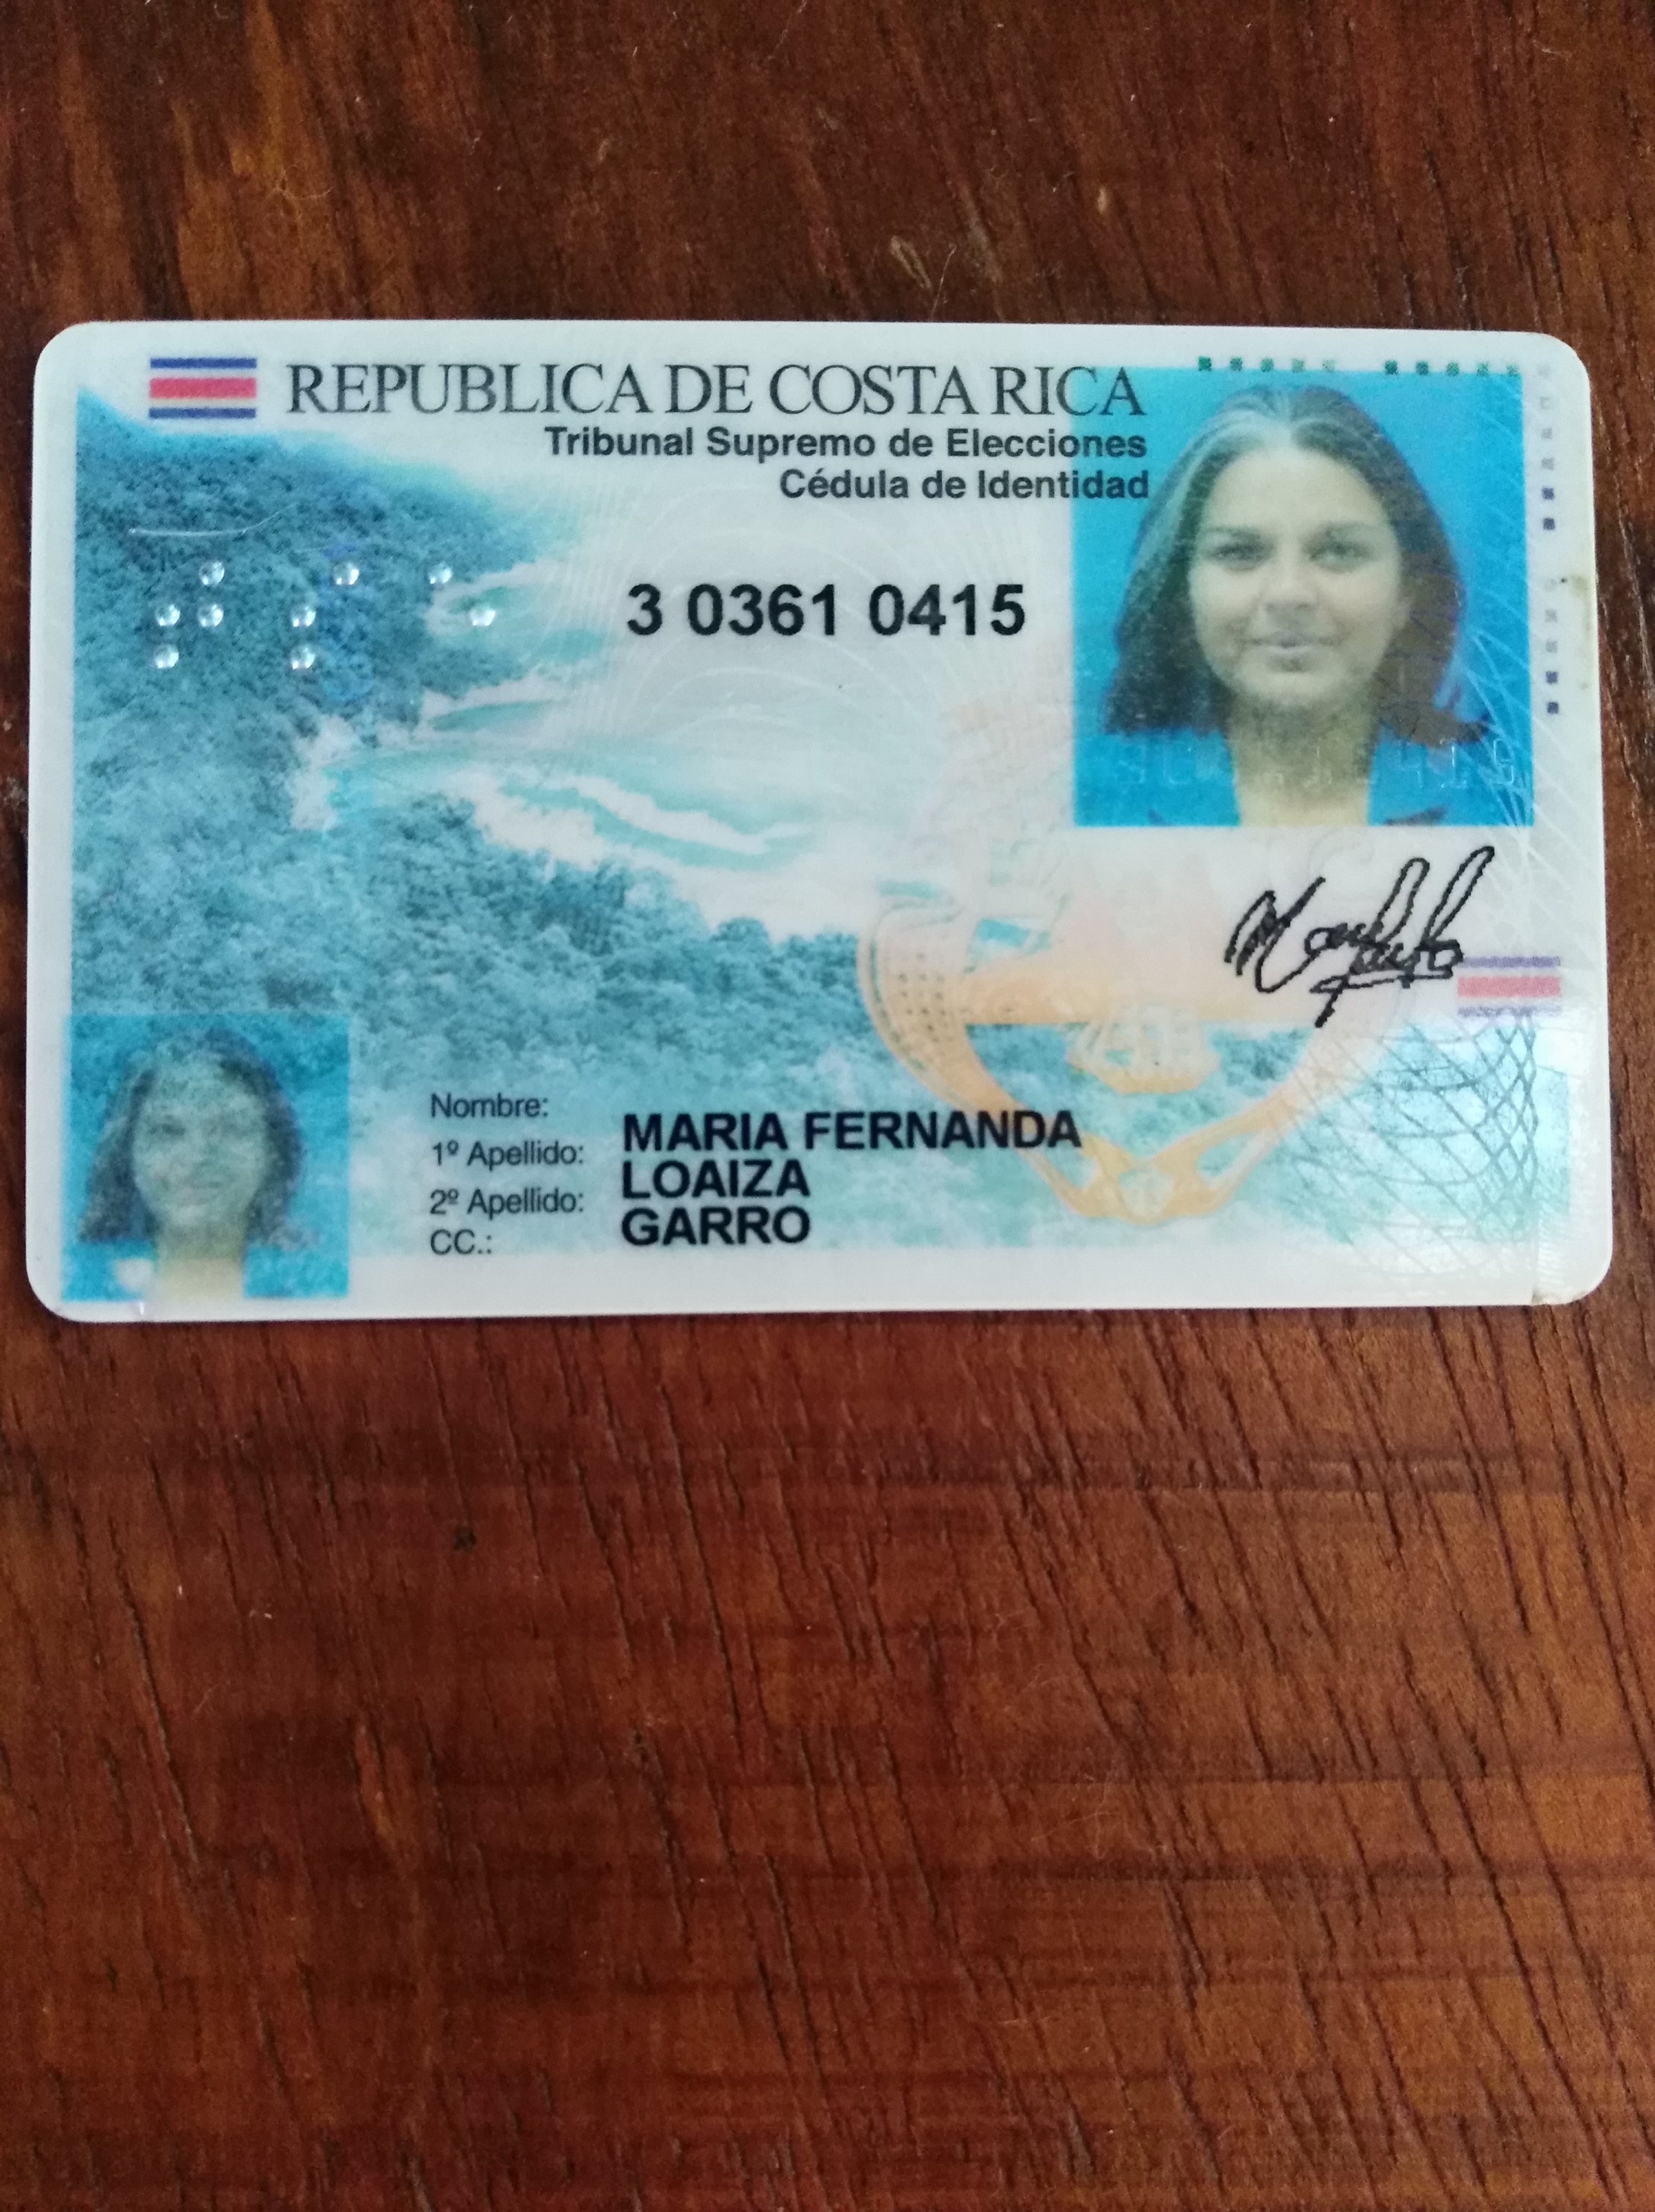 REPUBLICA DE COSTA RICA
Tribunal Supremo de Elecciones
Cédula de Identidad
3 0361 0415
Nombre: MARIA FERNANDA
1º Apellido: LOAIZA
2º Apellido: GARRO
CC.: